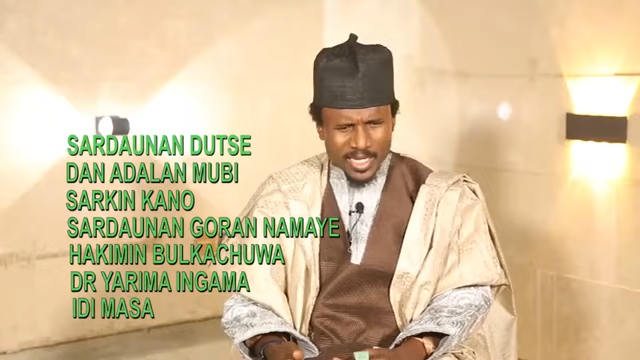 SARDAUNAN DUTSE
DAN ADALAN MUBI
SARKIN KANO
SARDAUNAN GORAN NAMAYE
HAKIMIN BULKACHUWA
DR YARIMA INGAMA
IDI MASA